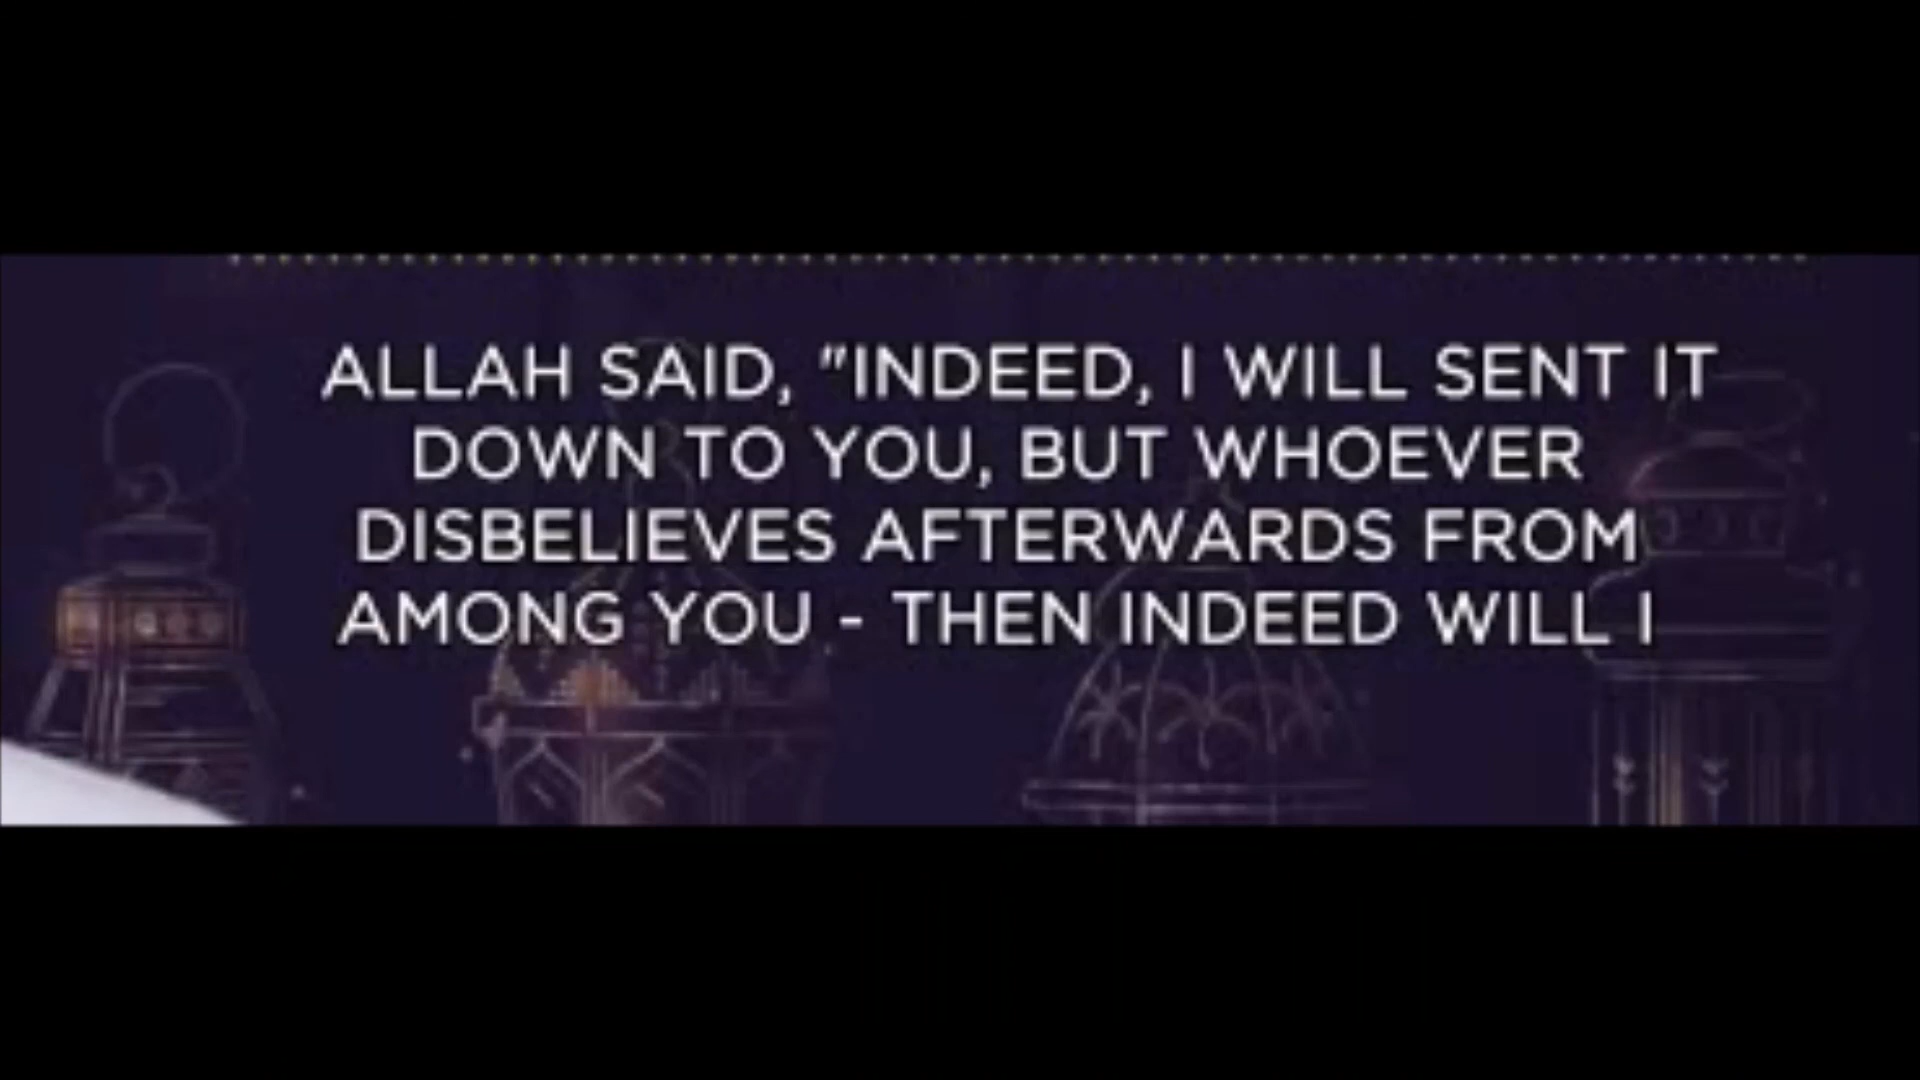 ALLAH SAID, "INDEED, I WILL SENT IT
DOWN TO YOU, BUT WHOEVER
DISBELIEVES AFTERWARDS FROM
AMONG YOU - THEN INDEED WILL I